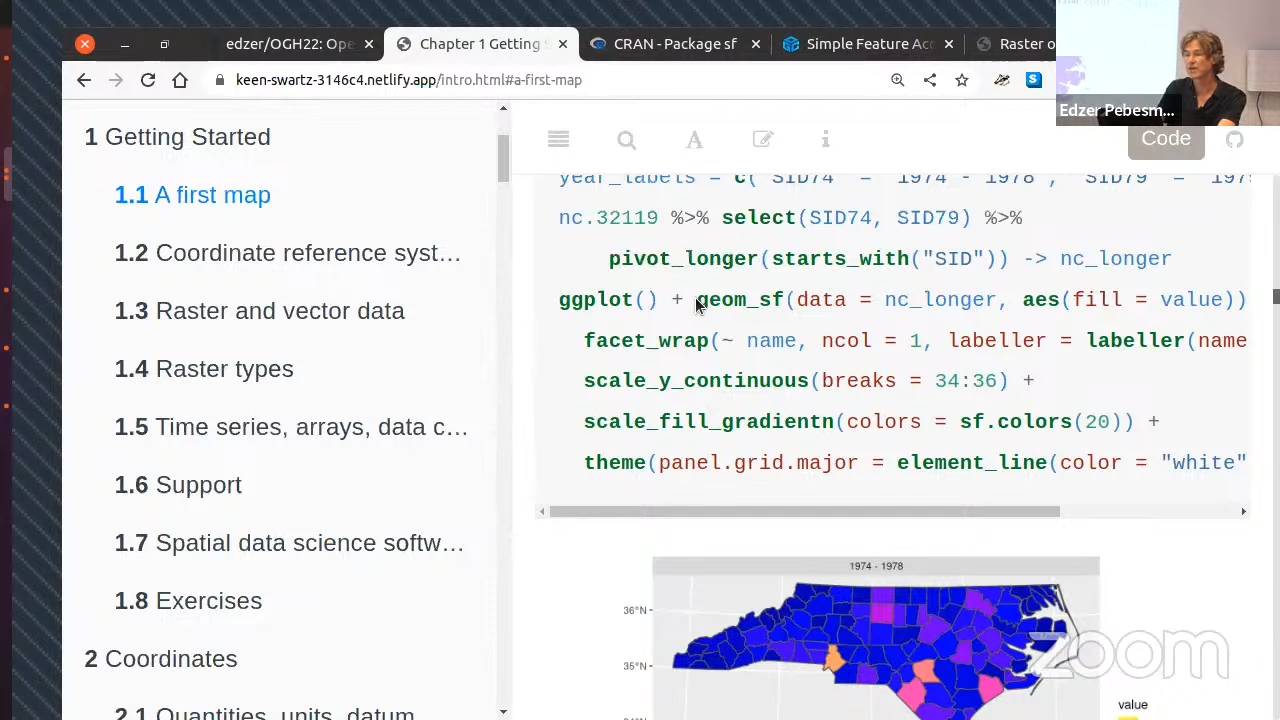 edzer/OGH22: Ope
Chapter 1 Getting S
CRAN - Package sf
Simple Feature Acc
Raster o
keen-swartz-3146c4.netlify.app/intro.html#a-first-map
Edzer Pebesm...
Code
1 Getting Started
1.1 A first map
1.2 Coordinate reference syst…
1.3 Raster and vector data
1.4 Raster types
1.5 Time series, arrays, data c…
1.6 Support
1.7 Spatial data science softw…
1.8 Exercises
2 Coordinates
2.1 Quantities, units, datum
year_labels = c("SID74" = "1974 - 1978", "SID79" = "1979
nc.32119 %>% select(SID74, SID79) %>%
pivot_longer(starts_with("SID")) -> nc_longer
ggplot() + geom_sf(data = nc_longer, aes(fill = value))
facet_wrap(~ name, ncol = 1, labeller = labeller(name
scale_y_continuous(breaks = 34:36) +
scale_fill_gradientn(colors = sf.colors(20)) +
theme(panel.grid.major = element_line(color = "white"
1974 - 1978
36°N
35°N
value
zoom